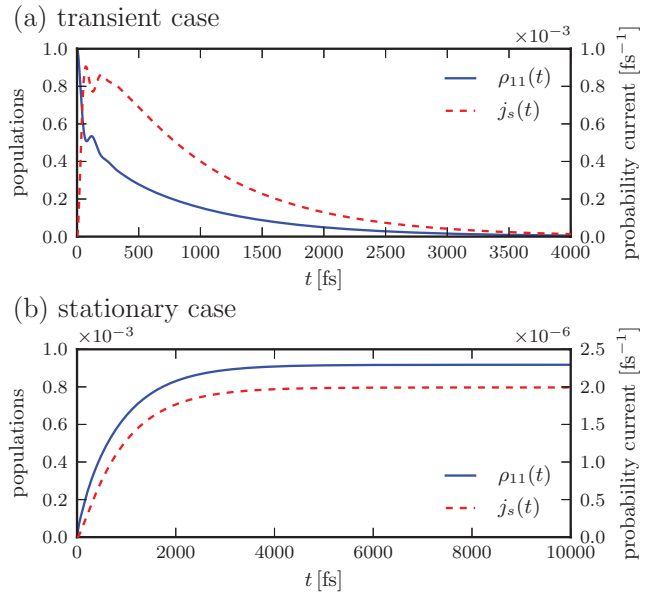 (a) transient case
×10⁻³
populations
1.0
0.8
0.6
0.4
0.2
0.0
ρ₁₁(t)
jₛ(t)
1.0
0.8
0.6
0.4
0.2
0.0
probability current [fs⁻¹]
0 500 1000 1500 2000 2500 3000 3500 4000
t [fs]
(b) stationary case
×10⁻³
×10⁻⁶
populations
1.0
0.8
0.6
0.4
0.2
0.0
ρ₁₁(t)
jₛ(t)
2.5
2.0
1.5
1.0
0.5
0.0
probability current [fs⁻¹]
0 2000 4000 6000 8000 10000
t [fs]